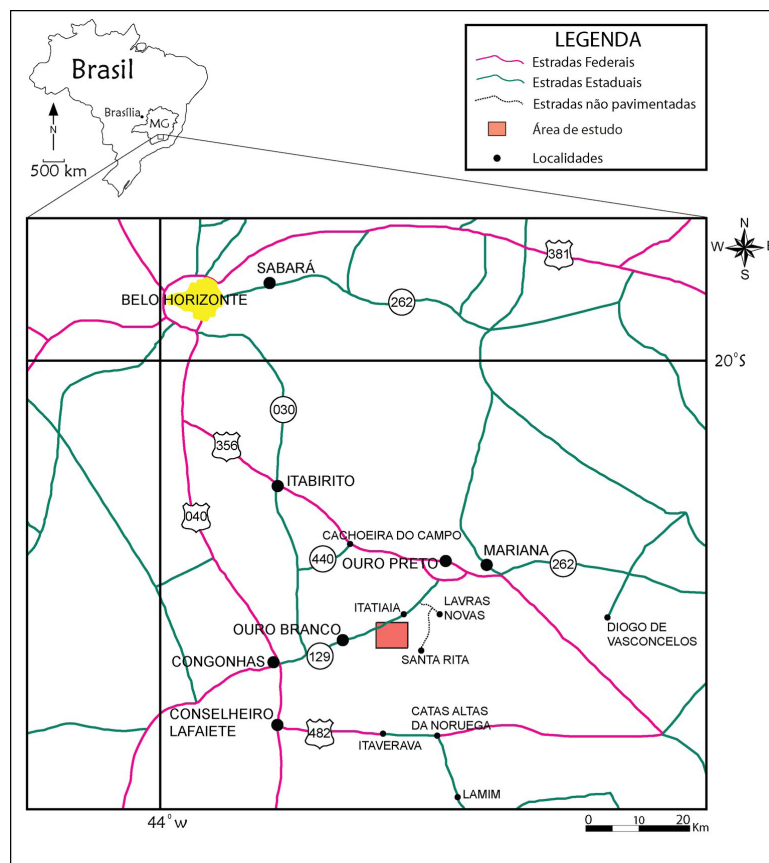 Brasil
Brasília
MG
N
500 km
LEGENDA
Estradas Federais
Estradas Estaduais
Estradas não pavimentadas
Área de estudo
Localidades
N
W
E
S
381
SABARÁ
BELO HORIZONTE
262
20°S
030
356
ITABIRITO
040
CACHOEIRA DO CAMPO
440
OURO PRETO
MARIANA
262
ITATIAIA
LAVRAS
NOVAS
OURO BRANCO
DIOGO DE
VASCONCELOS
129
SANTA RITA
CONGONHAS
CONSELHEIRO
LAFAIETE
CATAS ALTAS
DA NORUEGA
482
ITAVERAVA
LAMIM
44° W
0 10 20
Km